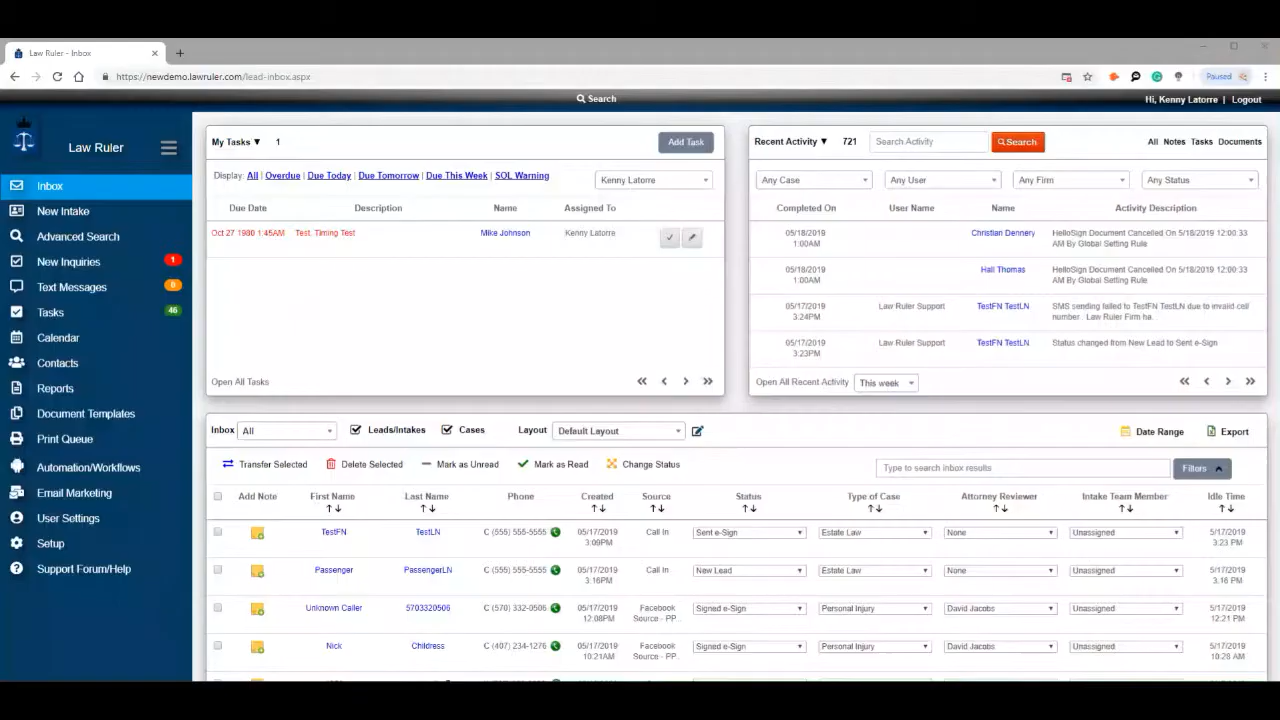 Law Ruler - Inbox
https://newdemo.lawruler.com/lead-inbox.aspx
Paused
Search
Hi, Kenny Latorre | Logout
Law Ruler
Inbox
New Intake
Advanced Search
New Inquiries 1
Text Messages 6
Tasks 46
Calendar
Contacts
Reports
Document Templates
Print Queue
Automation/Workflows
Email Marketing
User Settings
Setup
Support Forum/Help
My Tasks ▼ 1 Add Task
Display: All | Overdue | Due Today | Due Tomorrow | Due This Week | SOL Warning Kenny Latorre
Due Date Description Name Assigned To
Oct 27 1980 1:45AM Test. Timing Test Mike Johnson Kenny Latorre
Open All Tasks
Recent Activity ▼ 721 Search Activity Search All Notes Tasks Documents
Any Case Any User Any Firm Any Status
Completed On User Name Name Activity Description
05/18/2019 1:00AM Christian Dennery HelloSign Document Cancelled On 5/18/2019 12:00 33
AM By Global Setting Rule
05/18/2019 1:00AM Hall Thomas HelloSign Document Cancelled On 5/18/2019 12:00 33
AM By Global Setting Rule
05/17/2019 3:24PM Law Ruler Support TestFN TestLN SMS sending failed to TestFN TestLN due to invalid cell
number . Law Ruler Firm ha.
05/17/2019 3:23PM Law Ruler Support TestFN TestLN Status changed from New Lead to Sent e-Sign
Open All Recent Activity This week
Inbox All Leads/Intakes Cases Layout Default Layout Date Range Export
Transfer Selected Delete Selected Mark as Unread Mark as Read Change Status Type to search inbox results Filters
Add Note First Name Last Name Phone Created Source Status Type of Case Attorney Reviewer Intake Team Member Idle Time
TestFN TestLN C (555) 555-5555 05/17/2019 3:09PM Call In Sent e-Sign Estate Law None Unassigned 5/17/2019 3:23 PM
Passenger PassengerLN C (555) 555-5555 05/17/2019 3.16PM Call In New Lead Estate Law None Unassigned 5/17/2019 3.16 PM
Unknown Caller 5703320506 C (570) 332-0506 05/17/2019 12:08PM Facebook Source - PP Signed e-Sign Personal Injury David Jacobs Unassigned 5/17/2019 12:21 PM
Nick Childress C (407) 234-1276 05/17/2019 10:21AM Facebook Source - PP.. Signed e-Sign Personal Injury David Jacobs Unassigned 5/17/2019 10:26 AM